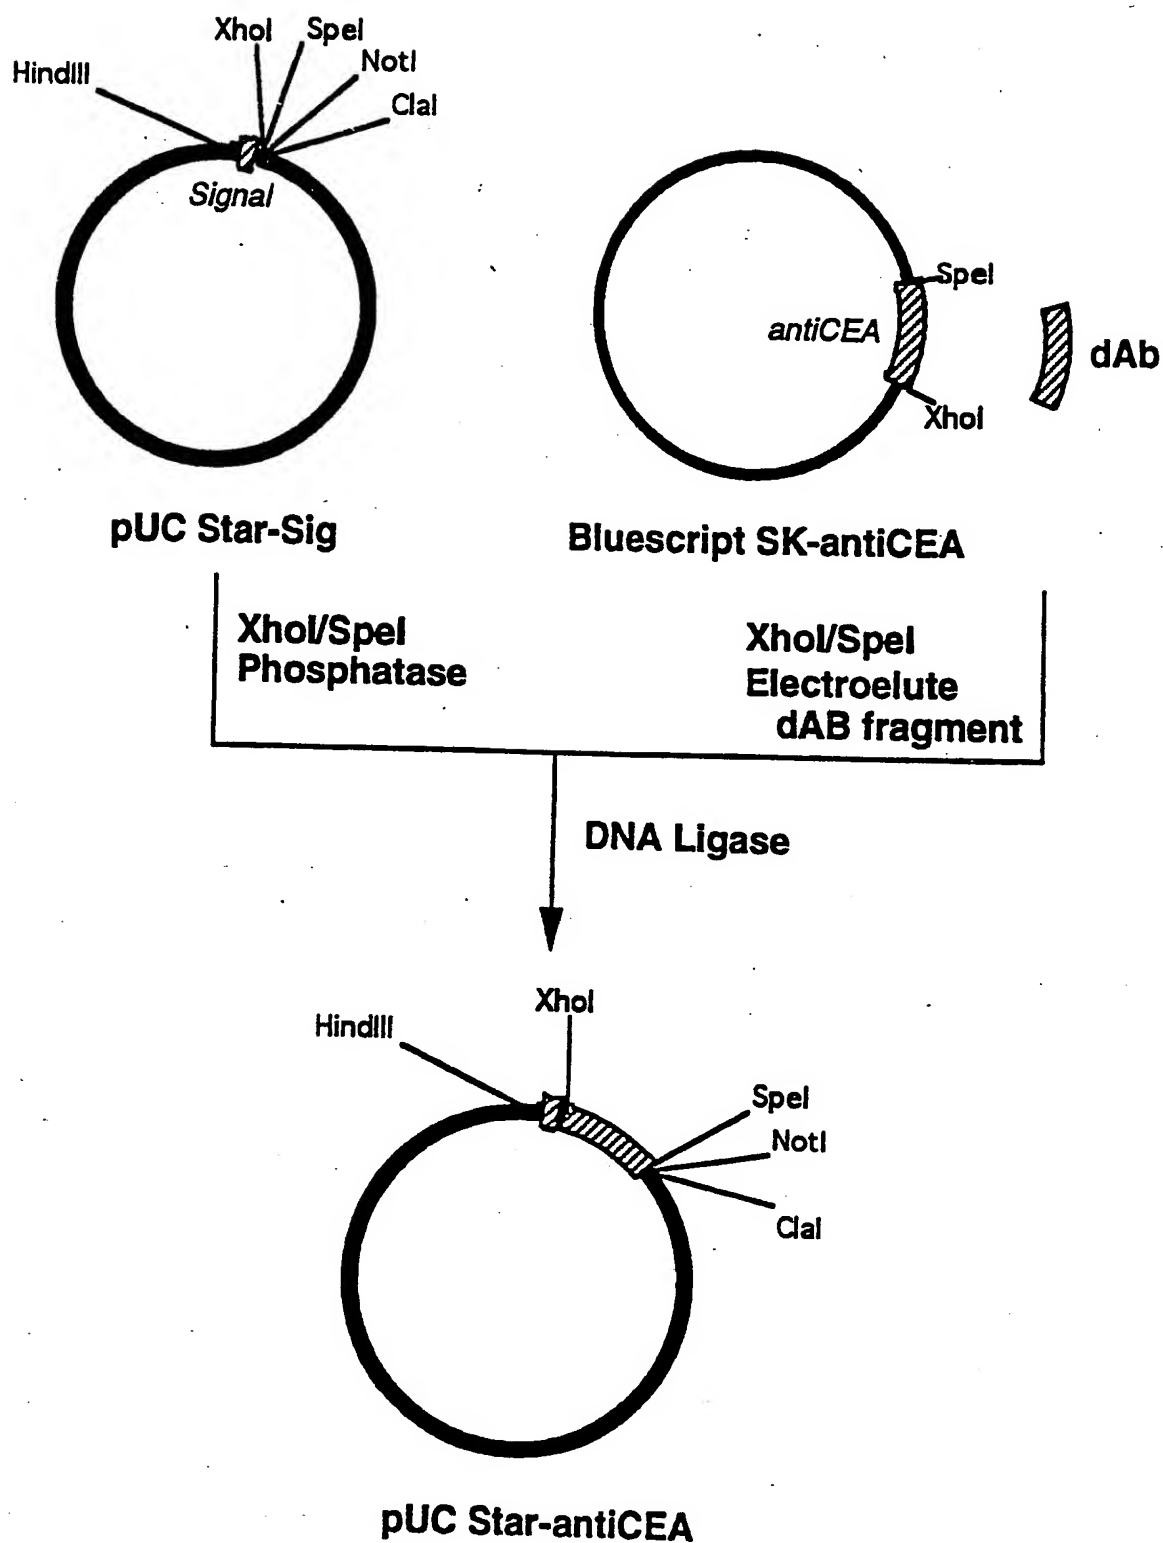 XhoI
SpeI
NotI
HindIII
ClaI
Signal
SpeI
antiCEA
dAb
XhoI
pUC Star-Sig
Bluescript SK-antiCEA
XhoI/SpeI
Phosphatase
XhoI/SpeI
Electroelute
dAB fragment
DNA Ligase
XhoI
HindIII
SpeI
NotI
ClaI
pUC Star-antiCEA